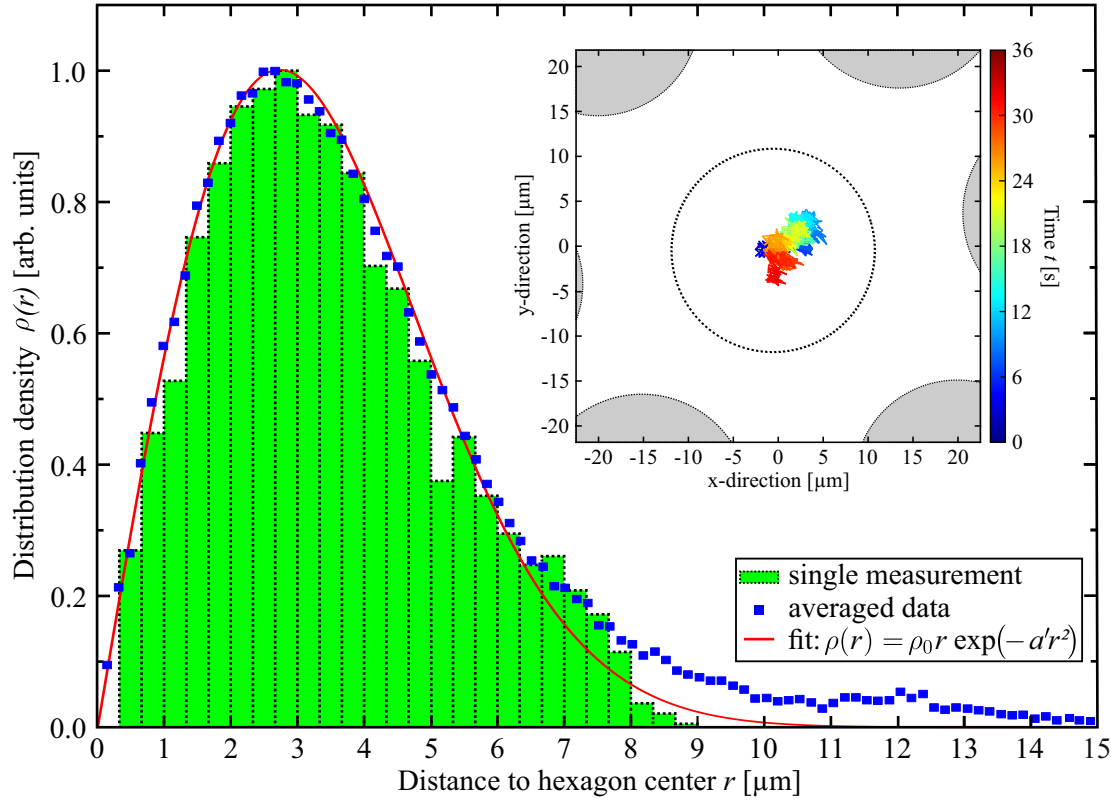 Distribution density ρ(r) [arb. units]
1.0
0.8
0.6
0.4
0.2
0.0
0 1 2 3 4 5 6 7 8 9 10 11 12 13 14 15
Distance to hexagon center r [µm]
y-direction [µm]
20
15
10
5
0
-5
-10
-15
-20
-20 -15 -10 -5 0 5 10 15 20
x-direction [µm]
36
30
24
18
12
6
0
Time t [s]
single measurement
averaged data
fit: ρ(r) = ρ₀r exp(−a′r²)